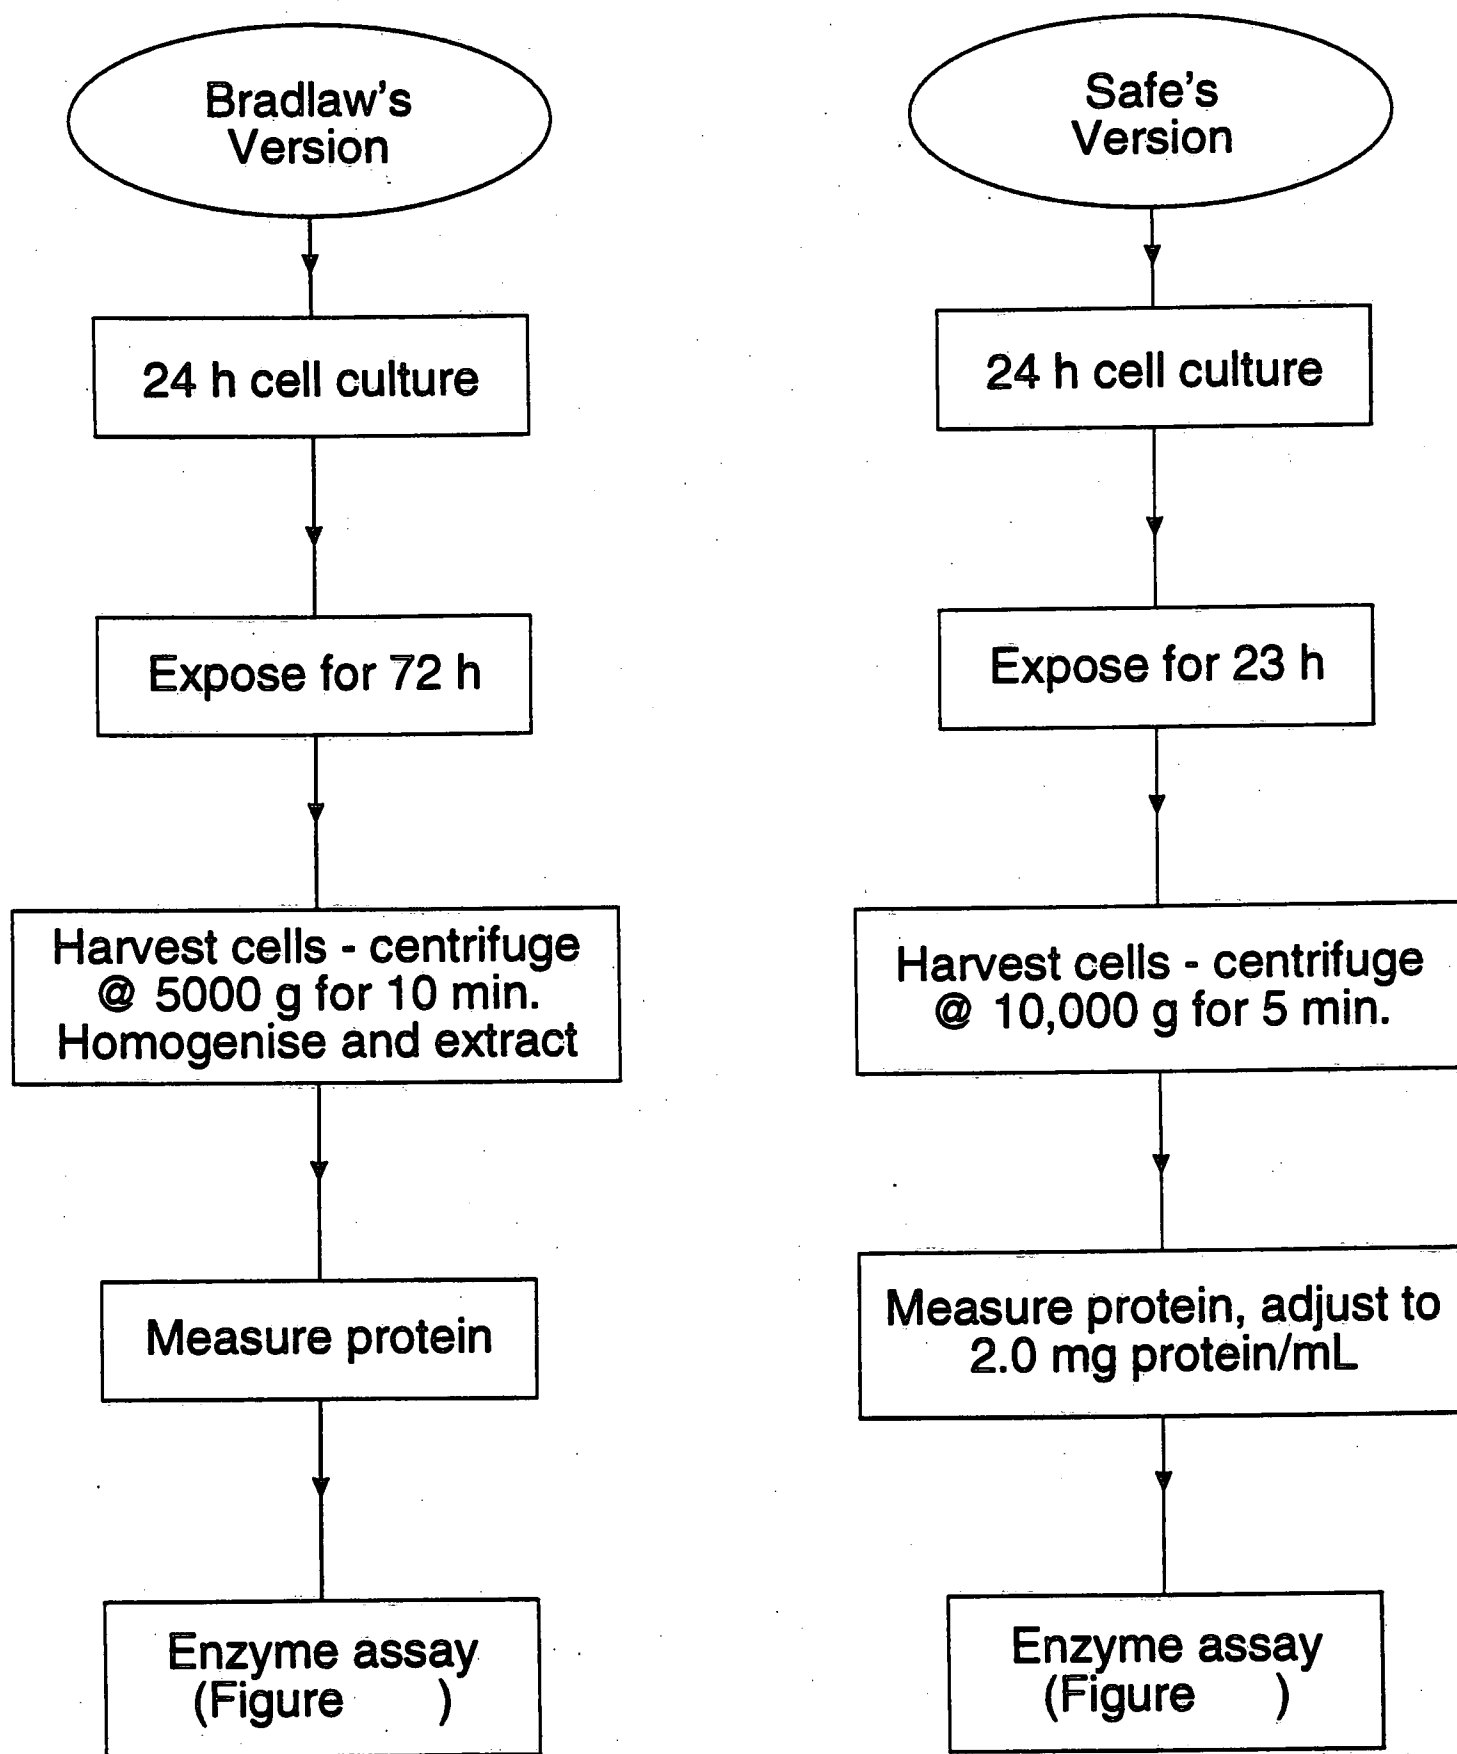 Bradlaw's
Version
24 h cell culture
Expose for 72 h
Harvest cells - centrifuge
@ 5000 g for 10 min.
Homogenise and extract
Measure protein
Enzyme assay
(Figure )
Safe's
Version
24 h cell culture
Expose for 23 h
Harvest cells - centrifuge
@ 10,000 g for 5 min.
Measure protein, adjust to
2.0 mg protein/mL
Enzyme assay
(Figure )